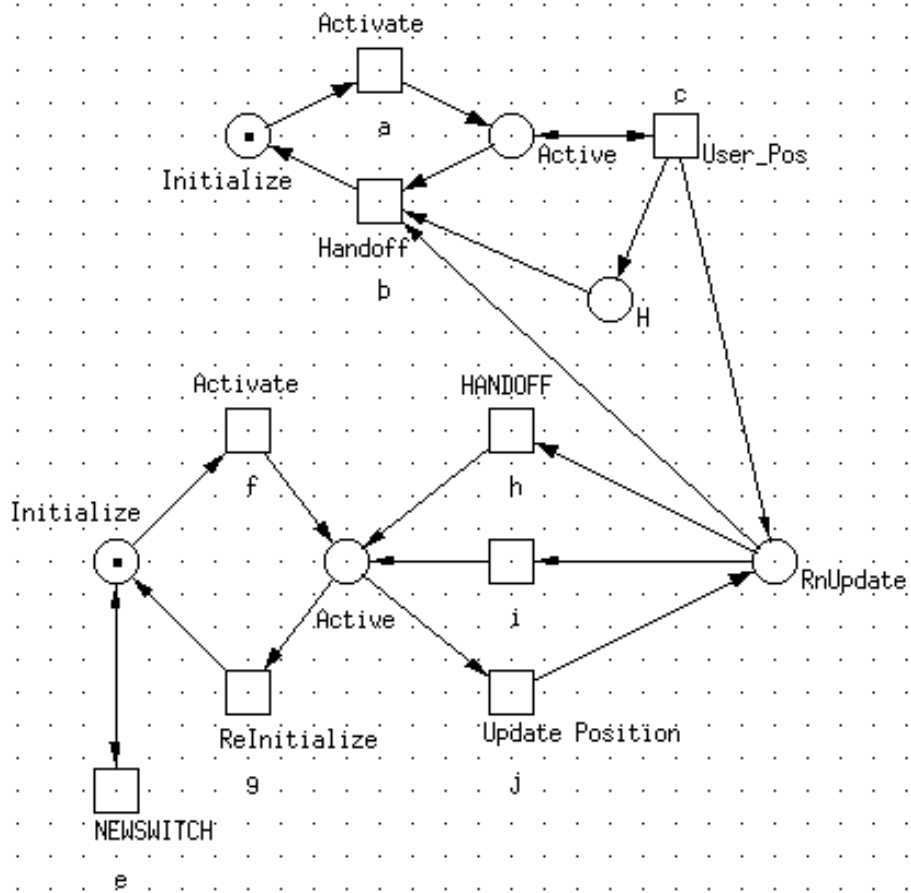 Activate
c
a
Active
User_Pos
Initialize
Handoff
b
H
Activate
HANDOFF
f
h
Initialize
RnUpdate
Active
i
ReInitialize
Update Position
g
j
NEWSWITCH
e